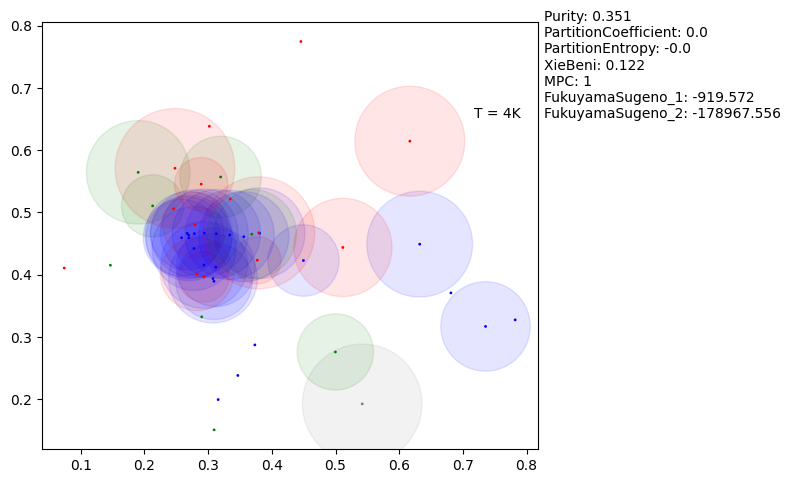 Purity: 0.351
PartitionCoefficient: 0.0
PartitionEntropy: -0.0
XieBeni: 0.122
MPC: 1
FukuyamaSugeno_1: -919.572
FukuyamaSugeno_2: -178967.556
T = 4K
0.8
0.7
0.6
0.5
0.4
0.3
0.2
0.1
0.2
0.3
0.4
0.5
0.6
0.7
0.8